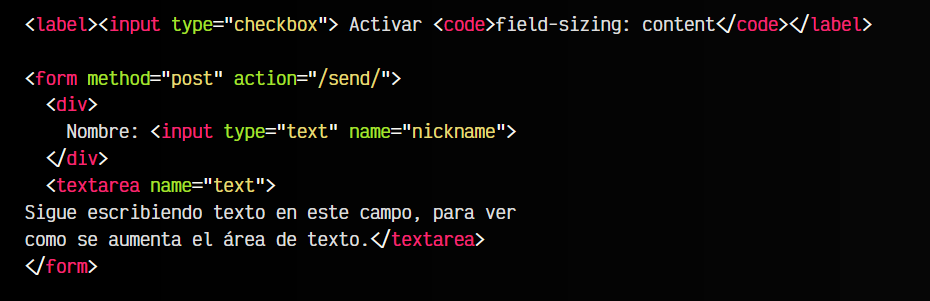 <label><input type="checkbox"> Activar <code>field-sizing: content</code></label>
<form method="post" action="/send/">
  <div>
    Nombre: <input type="text" name="nickname">
  </div>
  <textarea name="text">
Sigue escribiendo texto en este campo, para ver
como se aumenta el área de texto.</textarea>
</form>